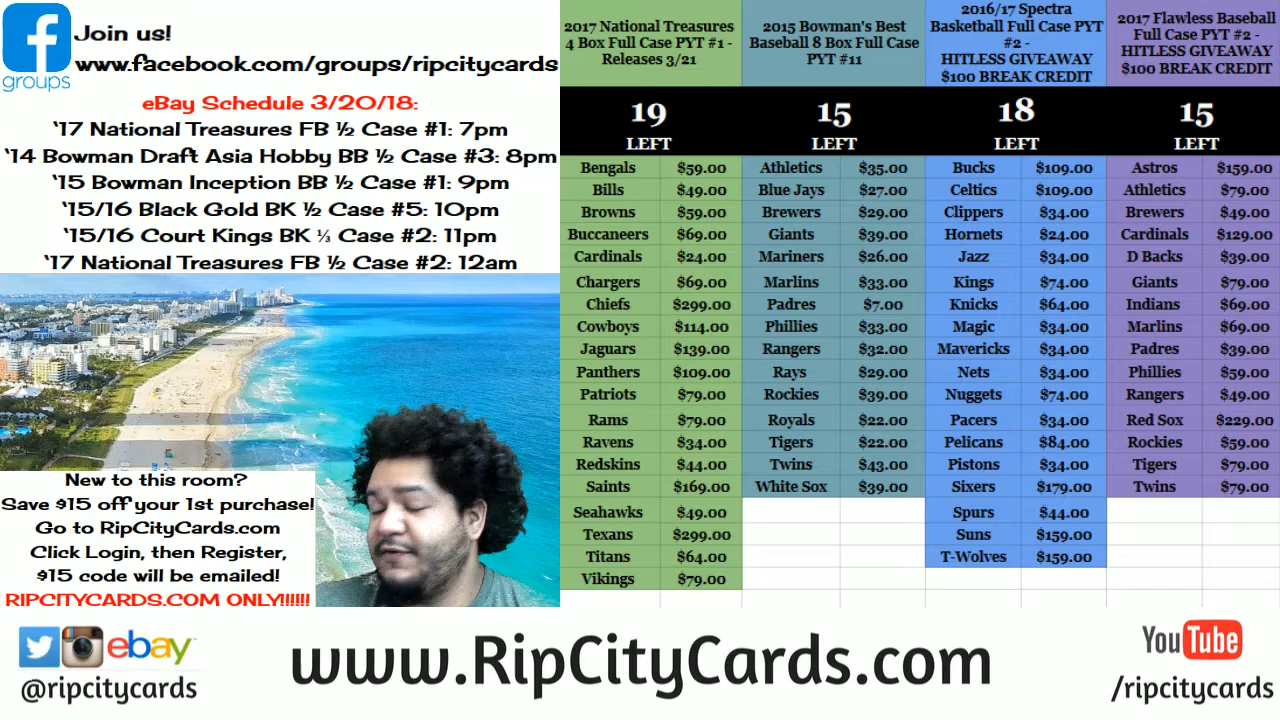 Join us!
www.facebook.com/groups/ripcitycards
groups
eBay Schedule 3/20/18:
'17 National Treasures FB ½ Case #1: 7pm
'14 Bowman Draft Asia Hobby BB ½ Case #3: 8pm
'15 Bowman Inception BB ½ Case #1: 9pm
'15/16 Black Gold BK ½ Case #5: 10pm
'15/16 Court Kings BK ⅓ Case #2: 11pm
'17 National Treasures FB ½ Case #2: 12am
New to this room?
Save $15 off your 1st purchase!
Go to RipCityCards.com
Click Login, then Register,
$15 code will be emailed!
RIPCITYCARDS.COM ONLY!!!!!!
2017 National Treasures
4 Box Full Case PYT #1 -
Releases 3/21
19
LEFT
Bengals $59.00
Bills $49.00
Browns $59.00
Buccaneers $69.00
Cardinals $24.00
Chargers $69.00
Chiefs $299.00
Cowboys $114.00
Jaguars $139.00
Panthers $109.00
Patriots $79.00
Rams $79.00
Ravens $34.00
Redskins $44.00
Saints $169.00
Seahawks $49.00
Texans $299.00
Titans $64.00
Vikings $79.00
2015 Bowman's Best
Baseball 8 Box Full Case
PYT #11
15
LEFT
Athletics $35.00
Blue Jays $27.00
Brewers $29.00
Giants $39.00
Mariners $26.00
Marlins $33.00
Padres $7.00
Phillies $33.00
Rangers $32.00
Rays $29.00
Rockies $39.00
Royals $22.00
Tigers $22.00
Twins $43.00
White Sox $39.00
2016/17 Spectra
Basketball Full Case PYT
#2 -
HITLESS GIVEAWAY
$100 BREAK CREDIT
18
LEFT
Bucks $109.00
Celtics $109.00
Clippers $34.00
Hornets $24.00
Jazz $34.00
Kings $74.00
Knicks $64.00
Magic $34.00
Mavericks $34.00
Nets $34.00
Nuggets $74.00
Pacers $34.00
Pelicans $84.00
Pistons $34.00
Sixers $179.00
Spurs $44.00
Suns $159.00
T-Wolves $159.00
2017 Flawless Baseball
Full Case PYT #2 -
HITLESS GIVEAWAY
$100 BREAK CREDIT
15
LEFT
Astros $159.00
Athletics $79.00
Brewers $49.00
Cardinals $129.00
D Backs $39.00
Giants $79.00
Indians $69.00
Marlins $69.00
Padres $39.00
Phillies $59.00
Rangers $49.00
Red Sox $229.00
Rockies $59.00
Tigers $79.00
Twins $79.00
ebay
@ripcitycards
www.RipCityCards.com
YouTube
/ripcitycards